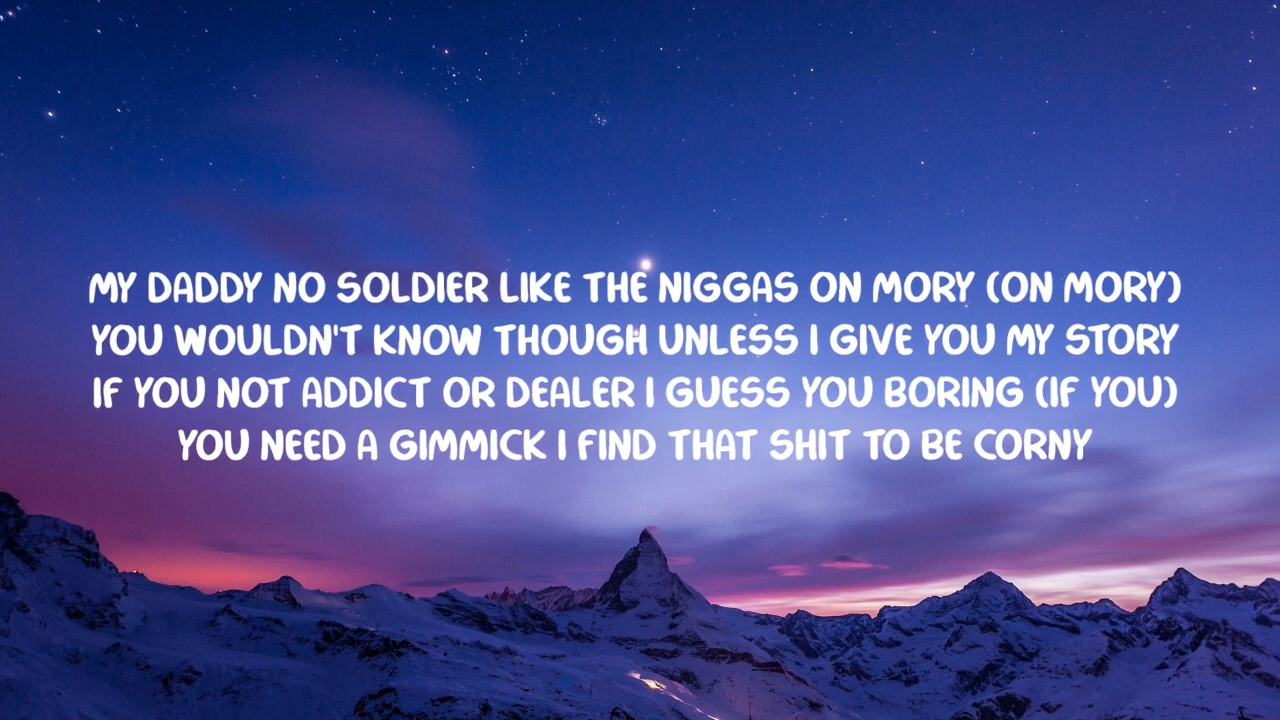 MY DADDY NO SOLDIER LIKE THE NIGGAS ON MORY (ON MORY)
YOU WOULDN'T KNOW THOUGH UNLESS I GIVE YOU MY STORY
IF YOU NOT ADDICT OR DEALER I GUESS YOU BORING (IF YOU)
YOU NEED A GIMMICK I FIND THAT SHIT TO BE CORNY